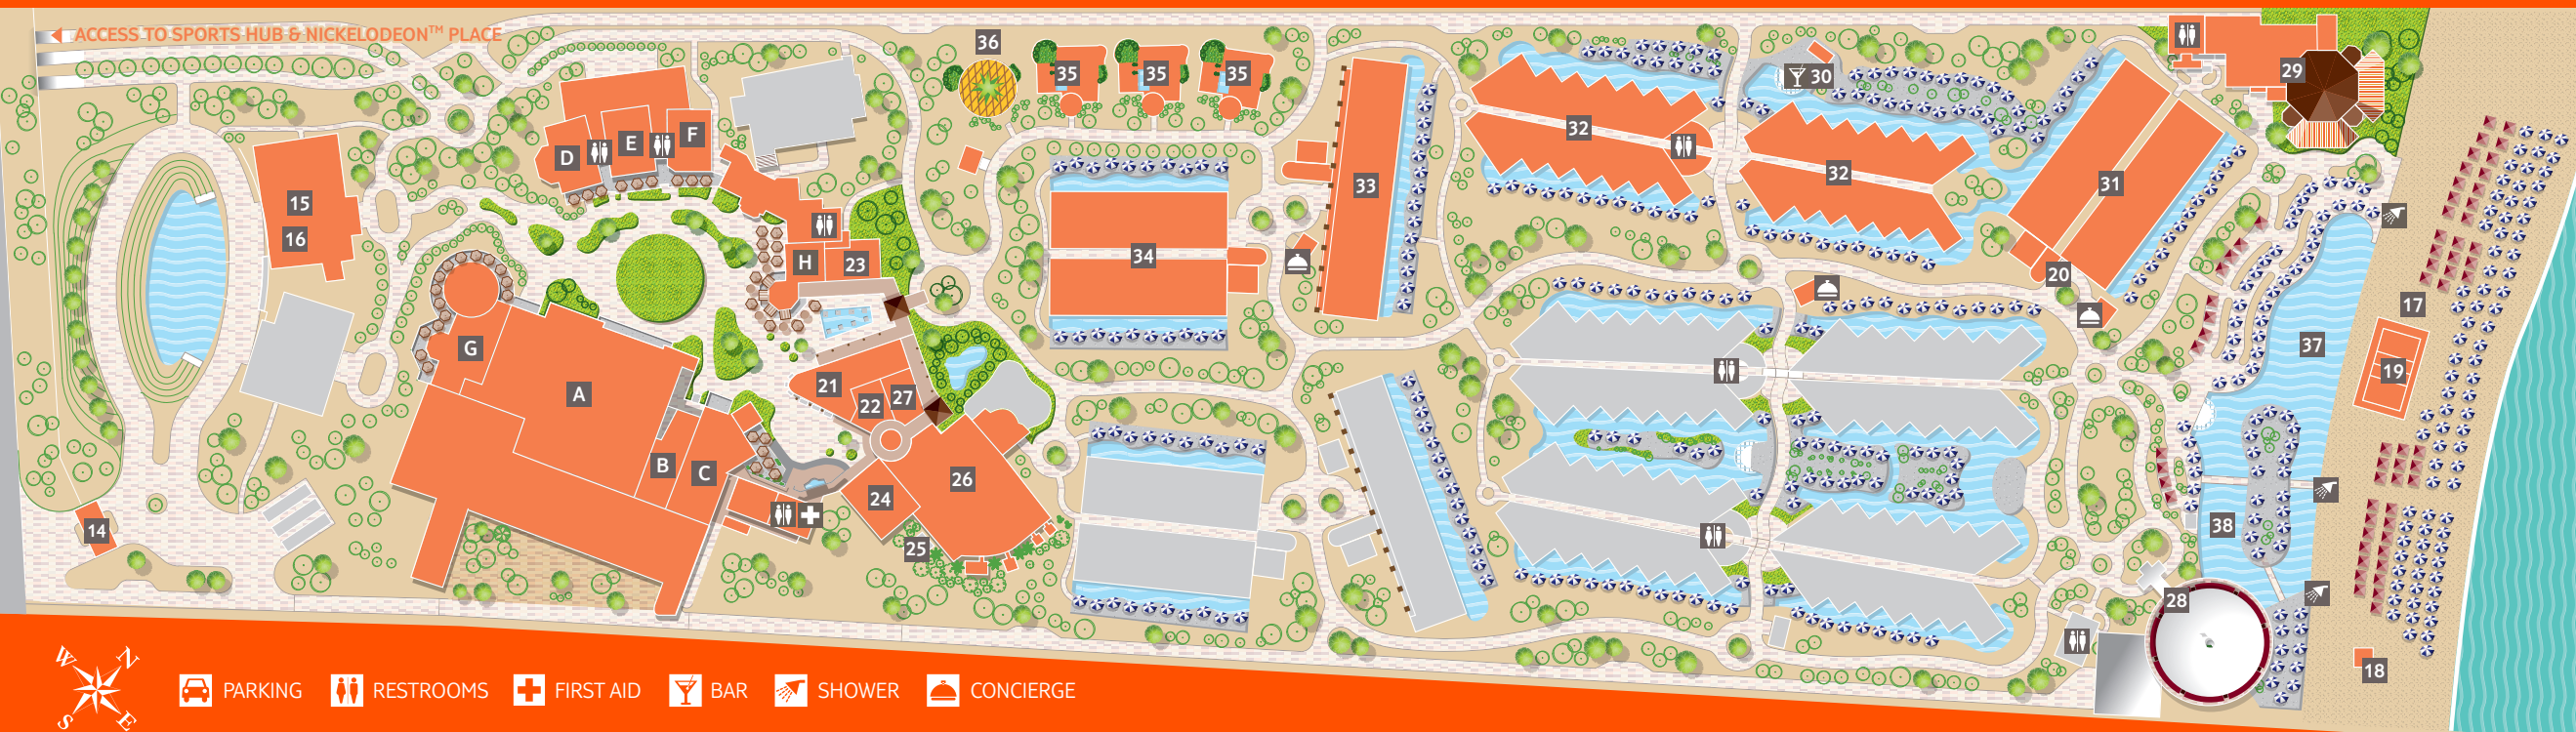 ACCESS TO SPORTS HUB & NICKELODEON™ PLACE
36
35
35
35
30
29
D
E
F
15
16
33
32
32
31
H
23
34
20
17
37
19
G
A
21
22
27
B
C
24
26
25
14
38
28
18
W
N
S
E
PARKING
RESTROOMS
FIRST AID
BAR
SHOWER
CONCIERGE